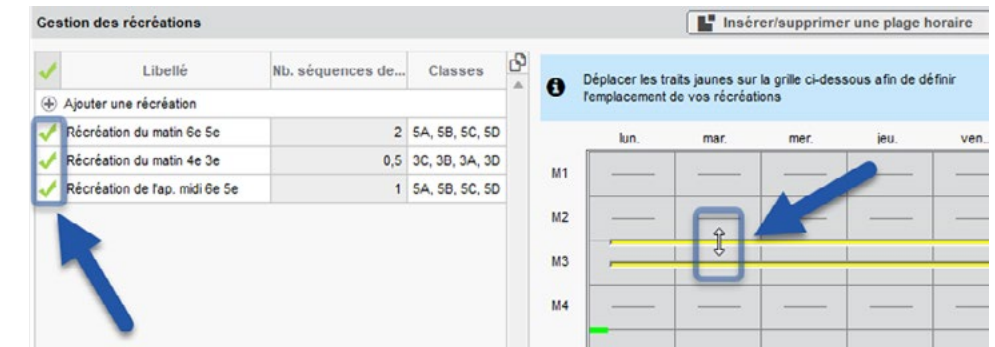 Gestion des récréations
Insérer/supprimer une plage horaire
Libellé
Nb. séquences de...
Classes
Ajouter une récréation
Récréation du matin 6e 5e
2
5A, 5B, 5C, 5D
Récréation du matin 4e 3e
0,5
3C, 3B, 3A, 3D
Récréation de l'ap. midi 6e 5e
1
5A, 5B, 5C, 5D
Déplacer les traits jaunes sur la grille ci-dessous afin de définir
l'emplacement de vos récréations
lun.
mar.
mer.
jeu.
ven..
M1
M2
M3
M4